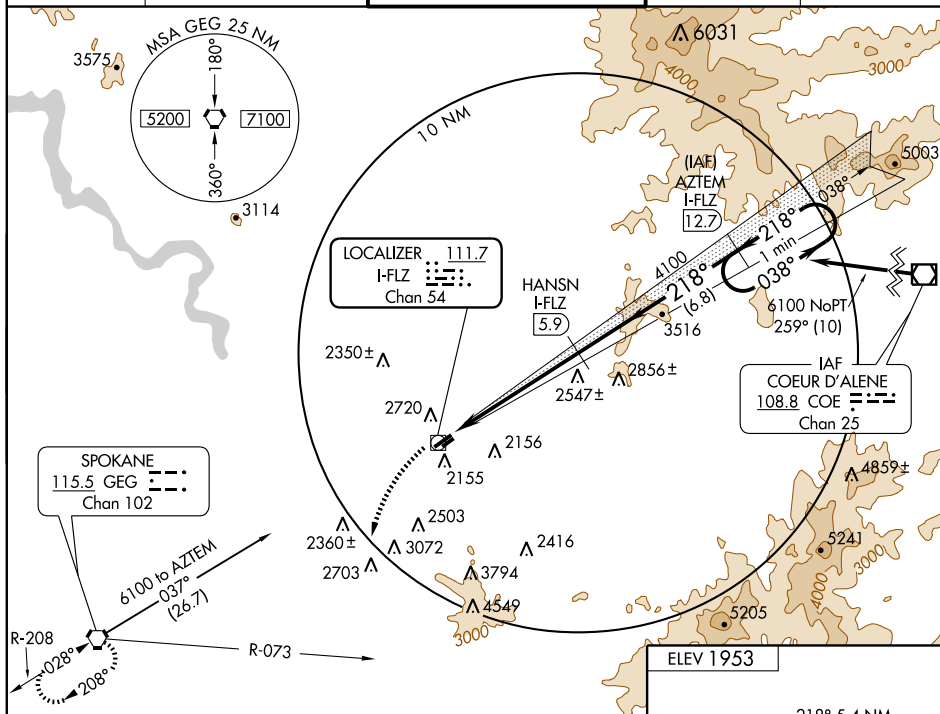 MSA GEG 25 NM
180°
5200
7100
360°
3575
3114
6031
4000
3000
10 NM
(IAF)
AZTEM
I-FLZ
12.7
5003
038°
218°
1 min
038°
4100
218°
(6.8)
LOCALIZER 111.7
I-FLZ
Chan 54
HANSN
I-FLZ
5.9
3516
6100 NoPT
259° (10)
IAF
COEUR D'ALENE
108.8 COE
Chan 25
2350±
2547±
2856±
2720
2156
2155
SPOKANE
115.5 GEG
Chan 102
4859±
2360±
2503
3072
2703
2416
3794
4549
3000
5241
3000
4000
5205
6100 to AZTEM
037°
(26.7)
R-208
028°
208°
R-073
ELEV 1953
218° 5.4 NM